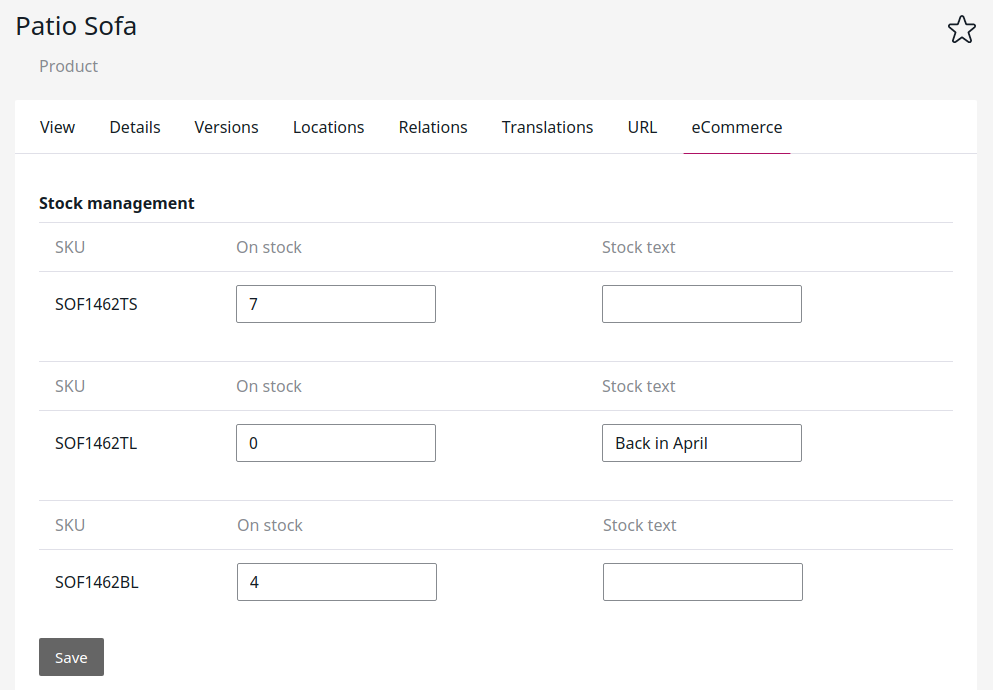 Patio Sofa
Product
View Details Versions Locations Relations Translations URL eCommerce
Stock management
SKU On stock Stock text
SOF1462TS 7
SKU On stock Stock text
SOF1462TL 0 Back in April
SKU On stock Stock text
SOF1462BL 4
Save